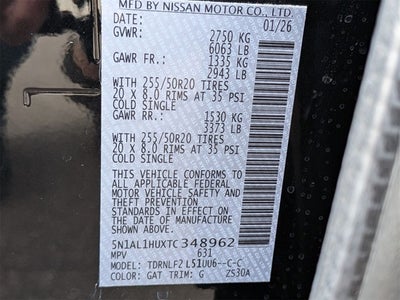 MFD BY NISSAN MOTOR CO., LTD.
DATE: 01/26
GVWR: 2750 KG
6063 LB
GAWR FR.: 1335 KG
2943 LB
WITH 255/50R20 TIRES
20 X 8.0 RIMS AT 35 PSI
COLD SINGLE
GAWR RR.: 1530 KG
3373 LB
WITH 255/50R20 TIRES
20 X 8.0 RIMS AT 35 PSI
COLD SINGLE
THIS VEHICLE CONFORMS TO
ALL APPLICABLE FEDERAL
MOTOR VEHICLE SAFETY AND
THEFT PREVENTION
STANDARDS IN EFFECT ON
THE DATE OF MANUFACTURE
SHOWN ABOVE.
5N1AL1HUXTC348962
MPV 631
MODEL: TDRNLF2 L51UU6--C-C
COLOR: GAT TRIM: G ZS30A